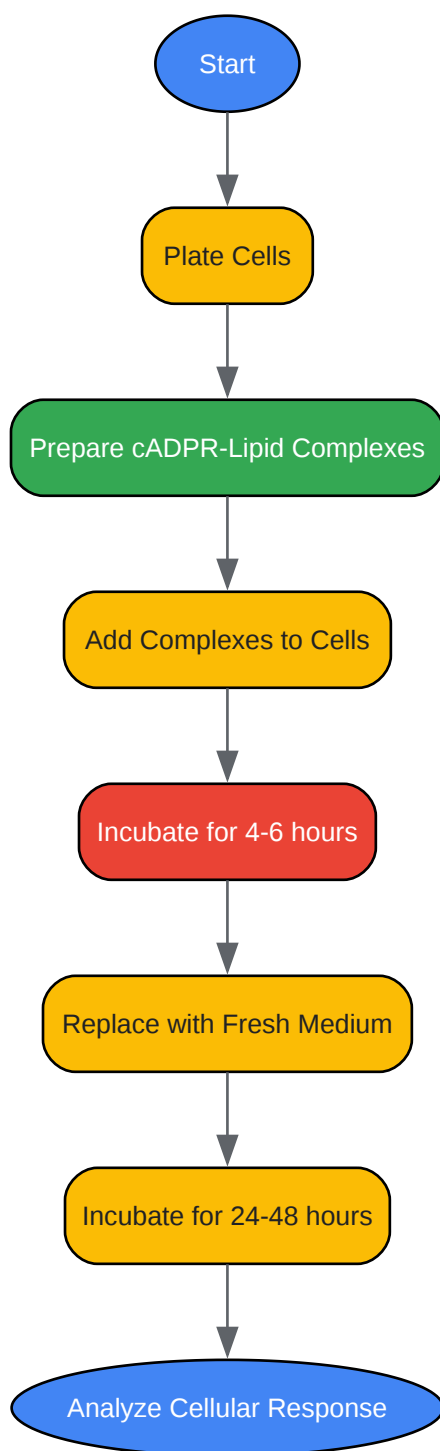 Start
Plate Cells
Prepare cADPR-Lipid Complexes
Add Complexes to Cells
Incubate for 4-6 hours
Replace with Fresh Medium
Incubate for 24-48 hours
Analyze Cellular Response